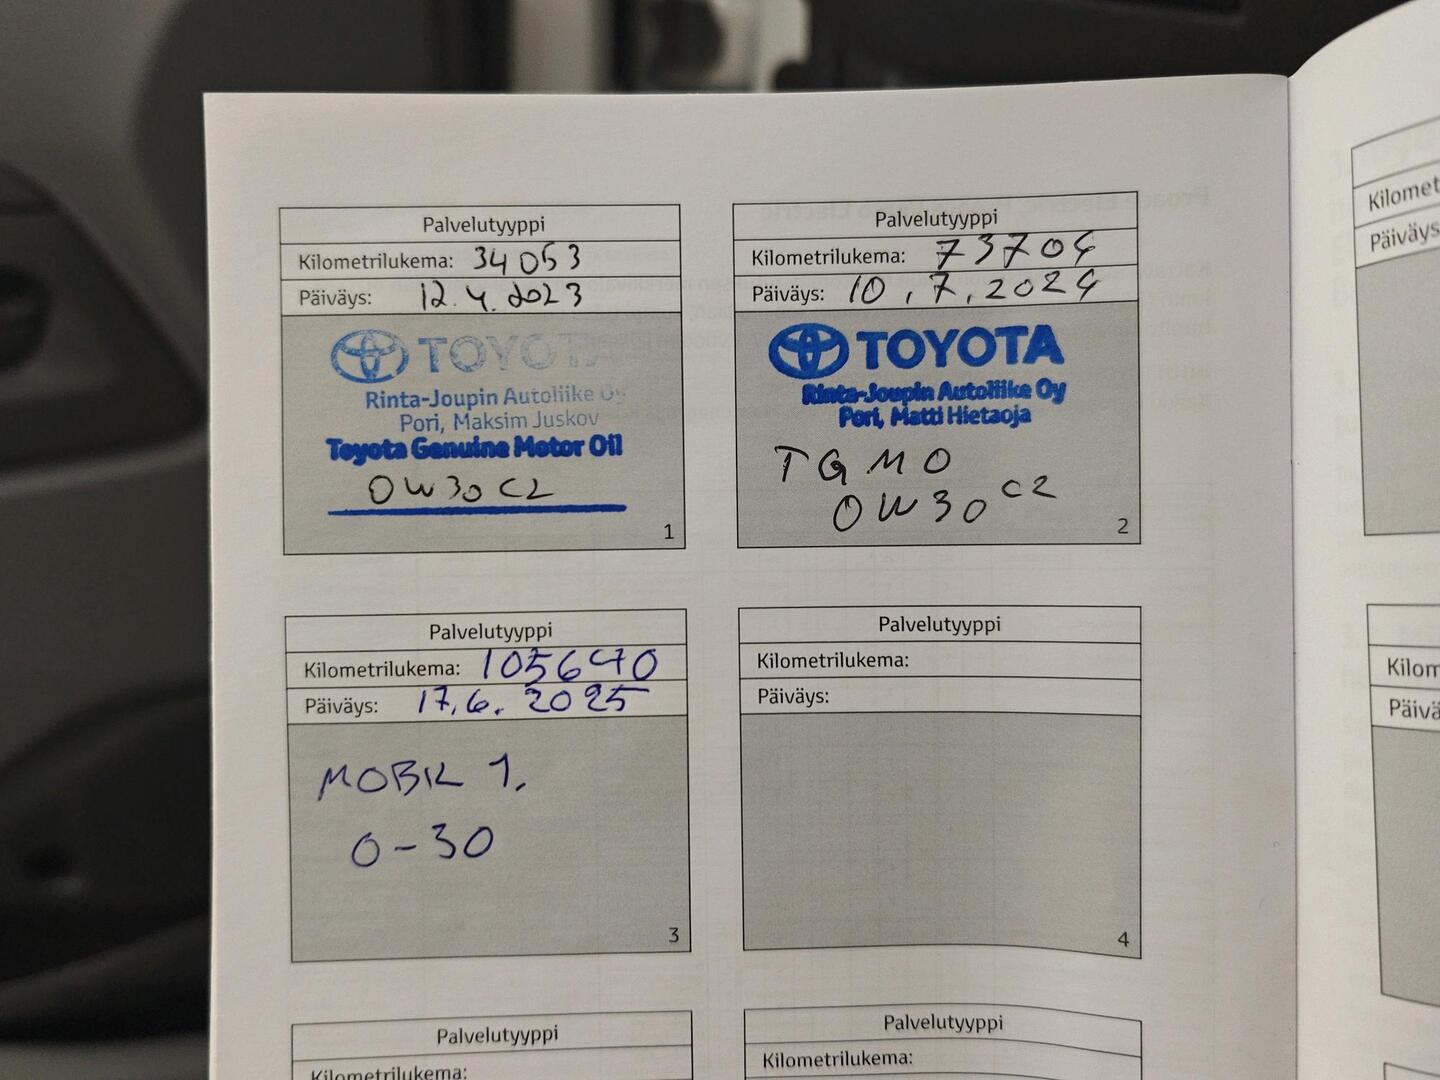 Palvelutyyppi
Kilometrilukema: 34053
Päiväys: 12.4.2023
TOYOTA
Rinta-Joupin Autoliike Oy
Pori, Maksim Juskov
Toyota Genuine Motor Oil
0W30 C2
1
Palvelutyyppi
Kilometrilukema: 73704
Päiväys: 10.7.2024
TOYOTA
Rinta-Joupin Autoliike Oy
Pori, Matti Hietaoja
TGMO
0W30 C2
2
Palvelutyyppi
Kilometrilukema: 105640
Päiväys: 17.6.2025
MOBIL 1.
0-30
3
Palvelutyyppi
Kilometrilukema:
Päiväys:
4
Palvelutyyppi
Kilometrilukema:
Palvelutyyppi
Kilometrilukema:
Päiväys